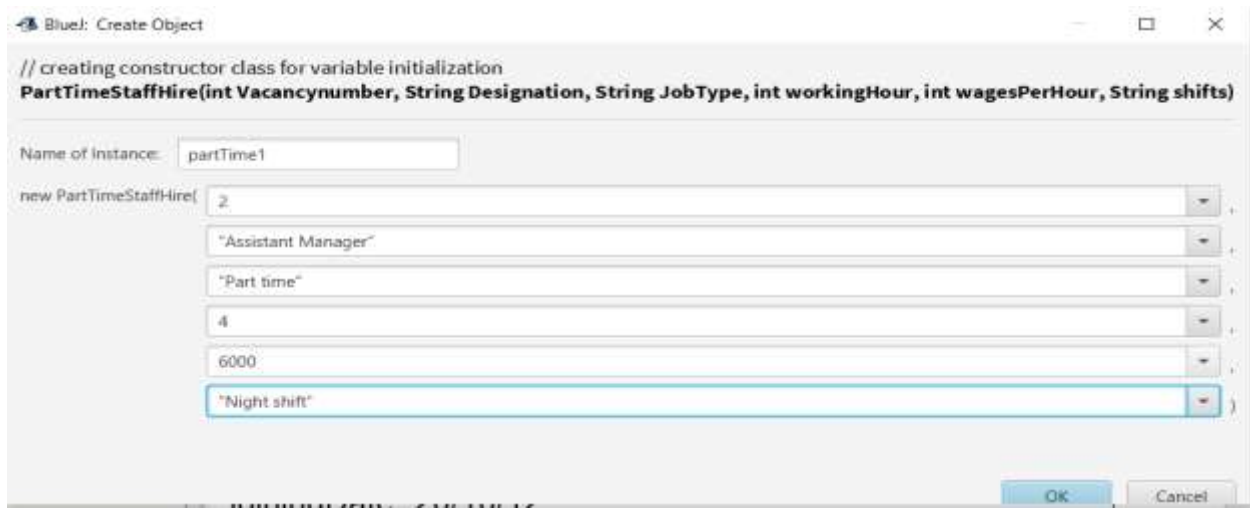 BlueJ: Create Object
// creating constructor class for variable initialization
PartTimeStaffHire(int Vacancynumber, String Designation, String JobType, int workingHour, int wagesPerHour, String shifts)
Name of Instance: partTime1
new PartTimeStaffHire( 2 ,
"Assistant Manager" ,
"Part time" ,
4 ,
6000 ,
"Night shift" )
OK Cancel